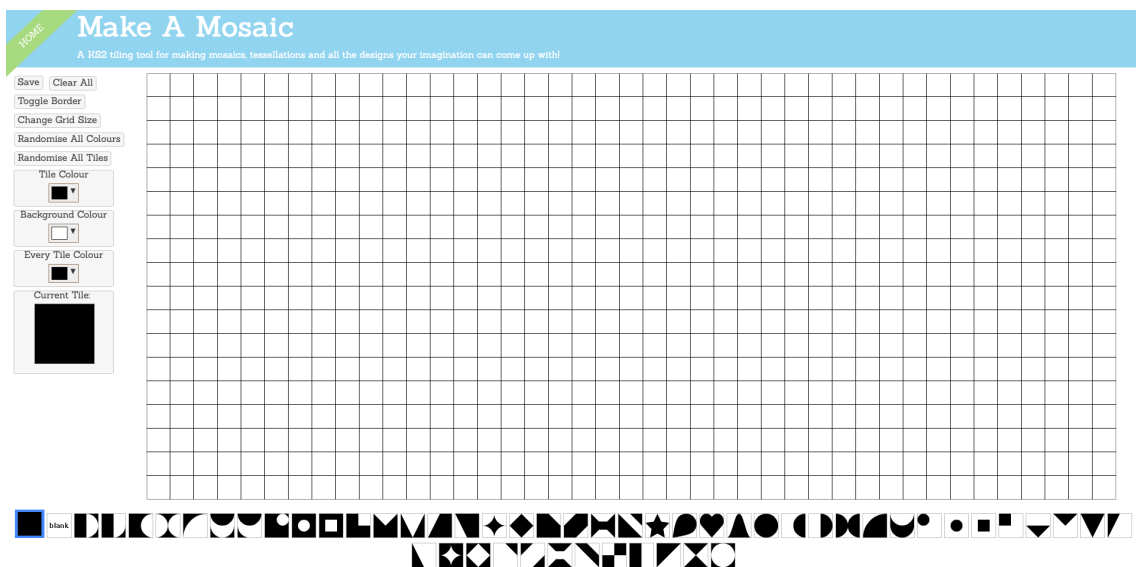 HOME
Make A Mosaic
A KS2 tiling tool for making mosaics, tessellations and all the designs your imagination can come up with!
Save Clear All
Toggle Border
Change Grid Size
Randomise All Colours
Randomise All Tiles
Tile Colour
Background Colour
Every Tile Colour
Current Tile:
blank